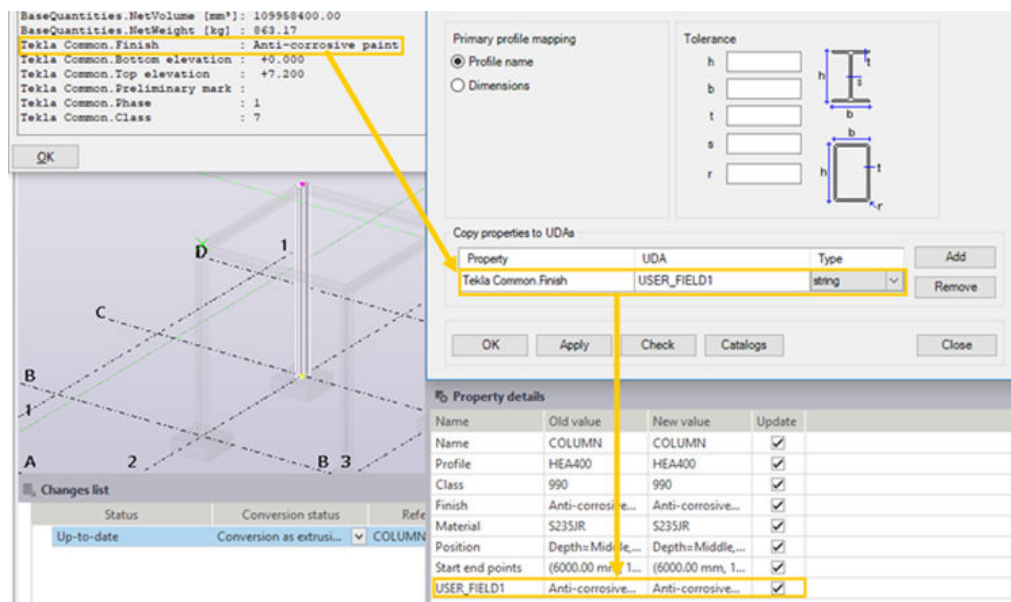 BaseQuantities.NetVolume [mm³]: 109958400.00
BaseQuantities.NetWeight [kg] : 863.17
Tekla Common.Finish : Anti-corrosive paint
Tekla Common.Bottom elevation : +0.000
Tekla Common.Top elevation : +7.200
Tekla Common.Preliminary mark :
Tekla Common.Phase : 1
Tekla Common.Class : 7
OK
Primary profile mapping
Profile name
Dimensions
Tolerance
h
b
t
s
r
h
t
s
b
b
h
t
r
Copy properties to UDAs
Property UDA Type
Tekla Common.Finish USER_FIELD1 string
Add
Remove
OK Apply Check Catalogs Close
D 1
C
B
1
A 2 B 3
Changes list
Status Conversion status Refe
Up-to-date Conversion as extrusi... COLUMN
Property details
Name Old value New value Update
Name COLUMN COLUMN
Profile HEA400 HEA400
Class 990 990
Finish Anti-corrosive... Anti-corrosive...
Material S235JR S235JR
Position Depth=Middle,... Depth=Middle,...
Start end points (6000.00 mm, 1... (6000.00 mm, 1...
USER_FIELD1 Anti-corrosive... Anti-corrosive...